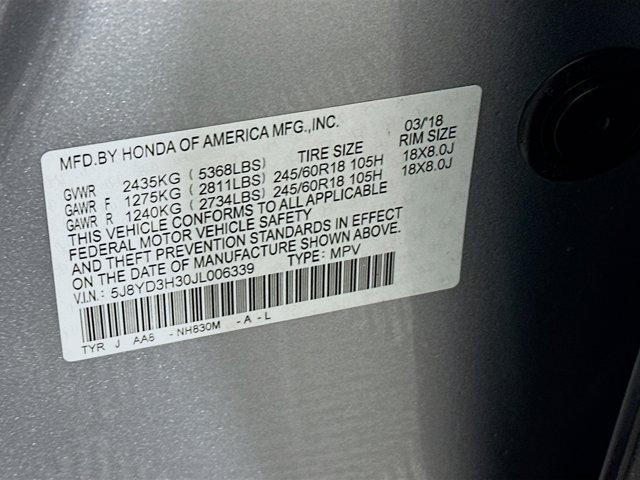 MFD.BY HONDA OF AMERICA MFG.,INC. 03/'18
TIRE SIZE RIM SIZE
GVWR 2435KG ( 5368LBS)
GAWR F 1275KG ( 2811LBS) 245/60R18 105H 18X8.0J
GAWR R 1240KG ( 2734LBS) 245/60R18 105H 18X8.0J
THIS VEHICLE CONFORMS TO ALL APPLICABLE
FEDERAL MOTOR VEHICLE SAFETY
AND THEFT PREVENTION STANDARDS IN EFFECT
ON THE DATE OF MANUFACTURE SHOWN ABOVE.
V.I.N.: 5J8YD3H30JL006339 TYPE: MPV
TYR J AA6 -NH830M -A-L